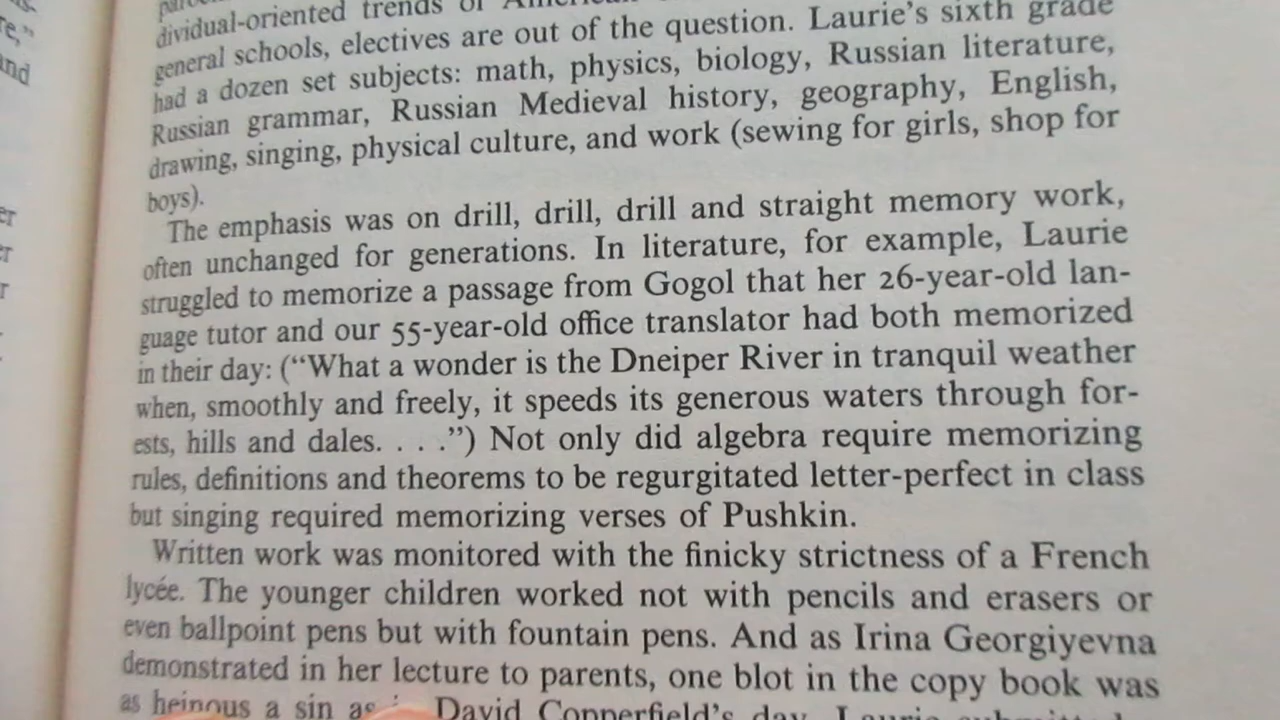 dividual-oriented trends of
general schools, electives are out of the question. Laurie's sixth grade
had a dozen set subjects: math, physics, biology, Russian literature,
Russian grammar, Russian Medieval history, geography, English,
drawing, singing, physical culture, and work (sewing for girls, shop for
boys).
The emphasis was on drill, drill, drill and straight memory work,
often unchanged for generations. In literature, for example, Laurie
struggled to memorize a passage from Gogol that her 26-year-old lan-
guage tutor and our 55-year-old office translator had both memorized
in their day: (“What a wonder is the Dneiper River in tranquil weather
when, smoothly and freely, it speeds its generous waters through for-
ests, hills and dales. . . .”) Not only did algebra require memorizing
rules, definitions and theorems to be regurgitated letter-perfect in class
but singing required memorizing verses of Pushkin.
Written work was monitored with the finicky strictness of a French
lycée. The younger children worked not with pencils and erasers or
even ballpoint pens but with fountain pens. And as Irina Georgiyevna
demonstrated in her lecture to parents, one blot in the copy book was
as heinous a sin as David Copperfield's day. Laurie